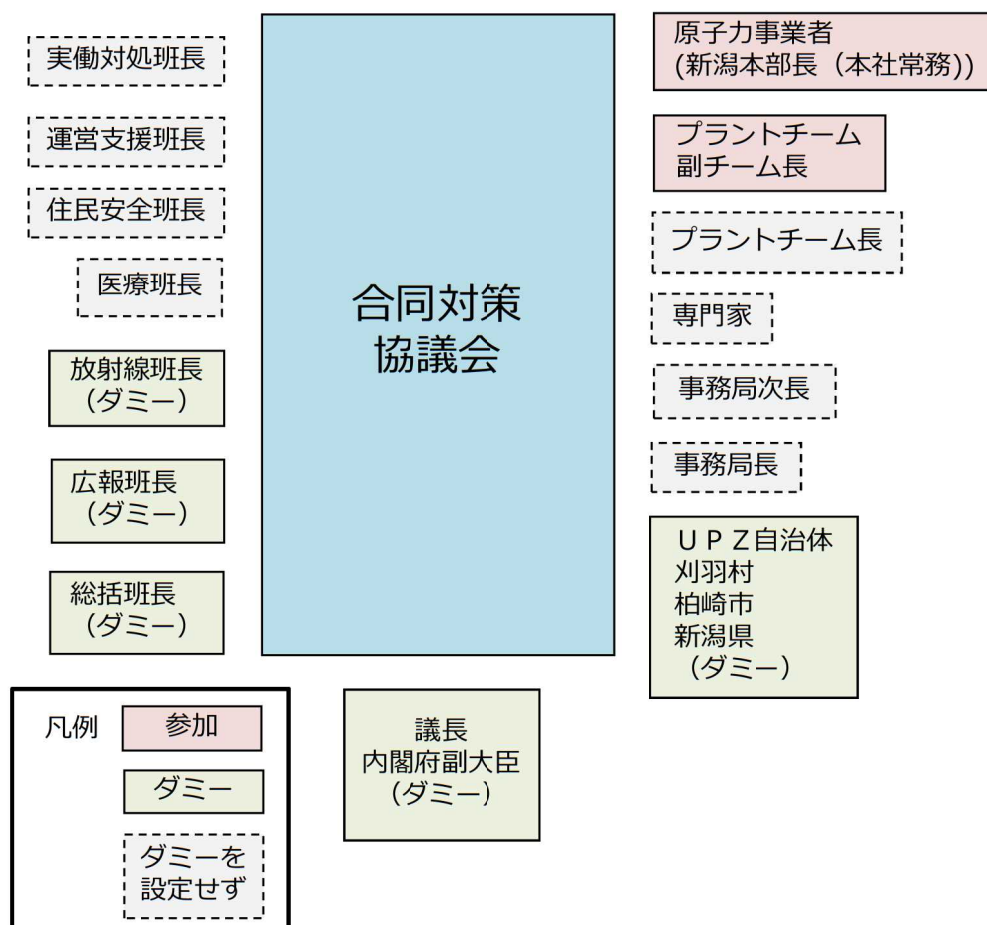 実働対処班長
運営支援班長
住民安全班長
医療班長
放射線班長
(ダミー)
広報班長
(ダミー)
総括班長
(ダミー)
合同対策
協議会
原子力事業者
(新潟本部長（本社常務))
プラントチーム
副チーム長
プラントチーム長
専門家
事務局次長
事務局長
ＵＰＺ自治体
刈羽村
柏崎市
新潟県
（ダミー）
議長
内閣府副大臣
(ダミー)
凡例
参加
ダミー
ダミーを
設定せず